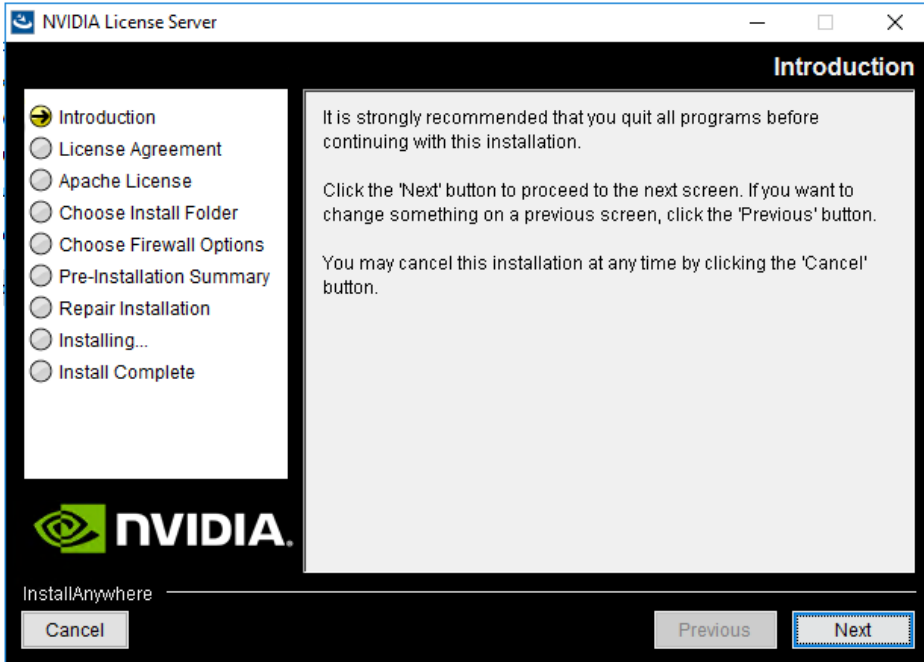 NVIDIA License Server
Introduction
Introduction
License Agreement
Apache License
Choose Install Folder
Choose Firewall Options
Pre-Installation Summary
Repair Installation
Installing...
Install Complete
It is strongly recommended that you quit all programs before
continuing with this installation.
Click the 'Next' button to proceed to the next screen. If you want to
change something on a previous screen, click the 'Previous' button.
You may cancel this installation at any time by clicking the 'Cancel'
button.
NVIDIA.
InstallAnywhere
Cancel
Previous
Next